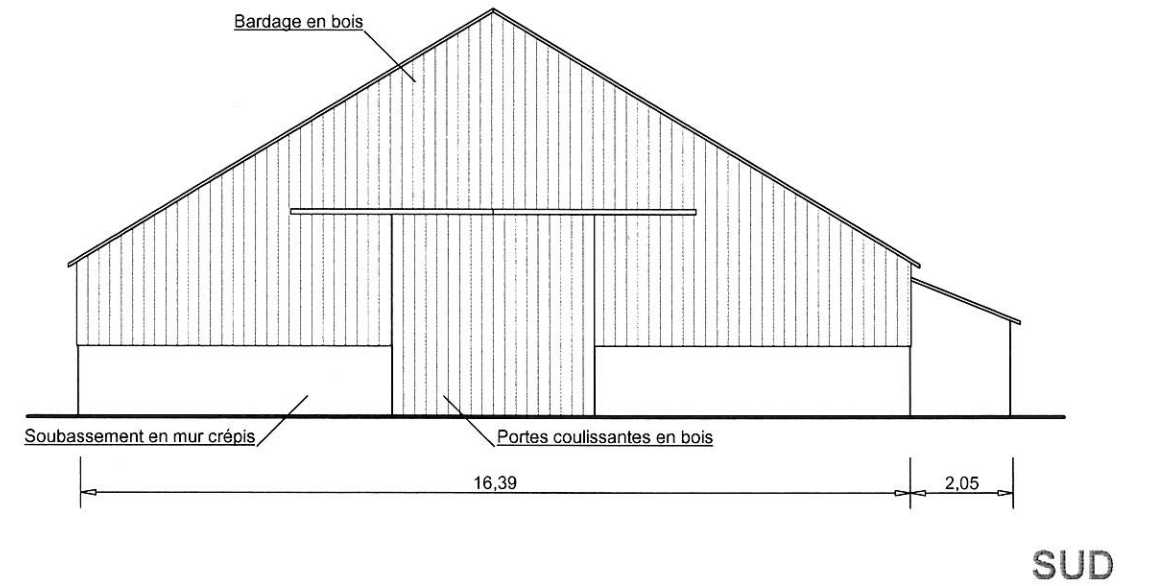 Bardage en bois
Soubassement en mur crépis
Portes coulissantes en bois
16,39
2,05
SUD